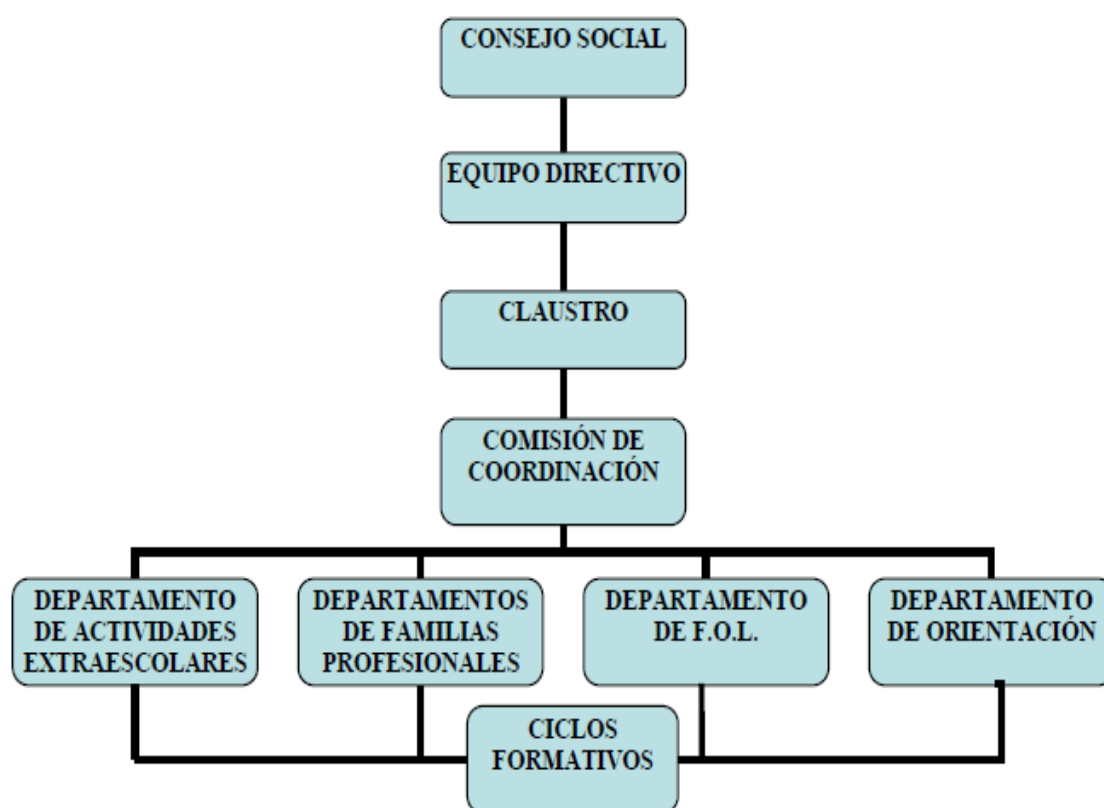 CONSEJO SOCIAL
EQUIPO DIRECTIVO
CLAUSTRO
COMISIÓN DE
COORDINACIÓN
DEPARTAMENTO
DE ACTIVIDADES
EXTRAESCOLARES
DEPARTAMENTOS
DE FAMILIAS
PROFESIONALES
DEPARTAMENTO
DE F.O.L.
DEPARTAMENTO
DE ORIENTACIÓN
CICLOS
FORMATIVOS